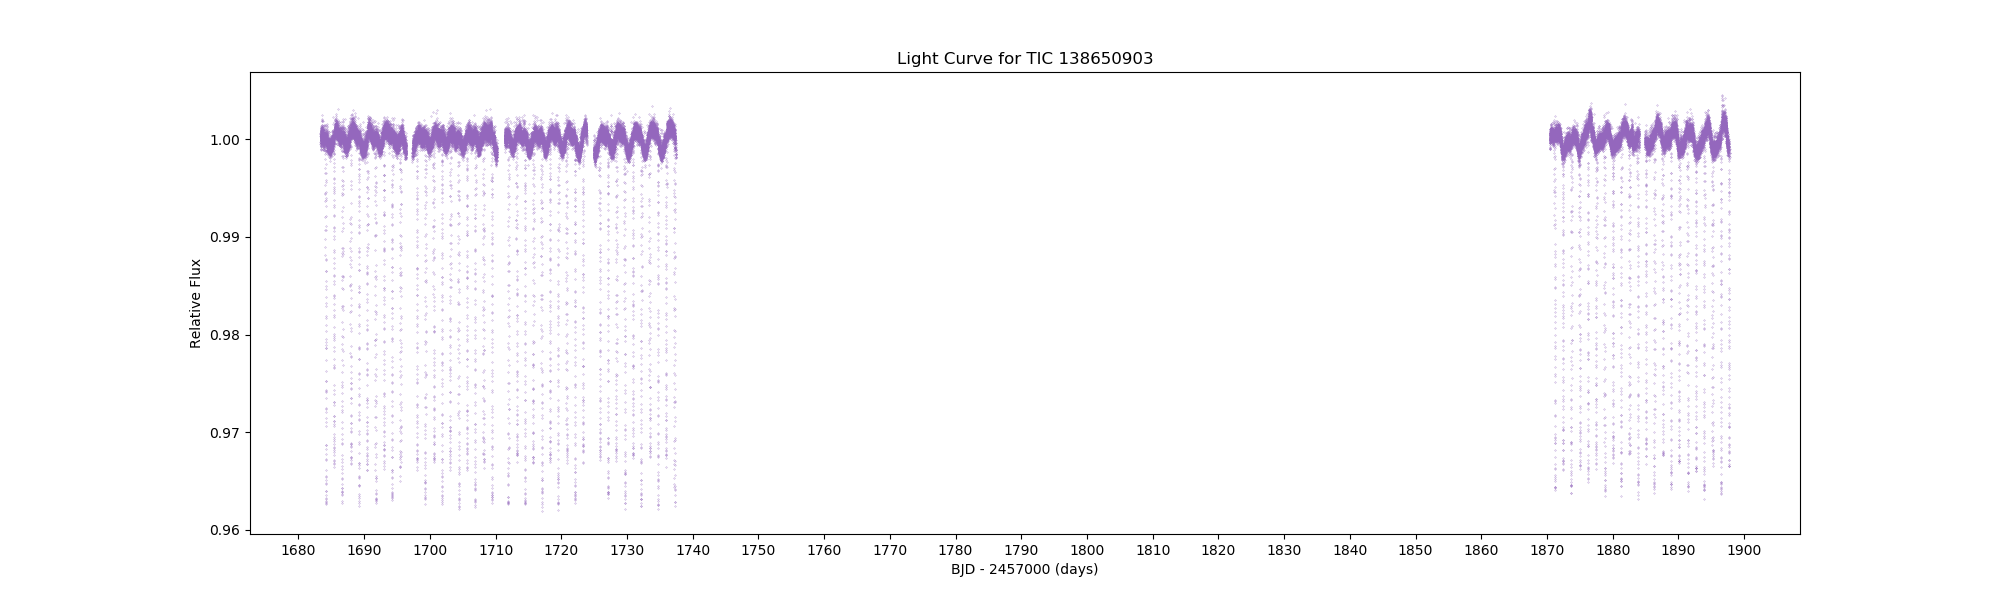 Light Curve for TIC 138650903
1.00
0.99
0.98
0.97
0.96
Relative Flux
1680 1690 1700 1710 1720 1730 1740 1750 1760 1770 1780 1790 1800 1810 1820 1830 1840 1850 1860 1870 1880 1890 1900
BJD - 2457000 (days)